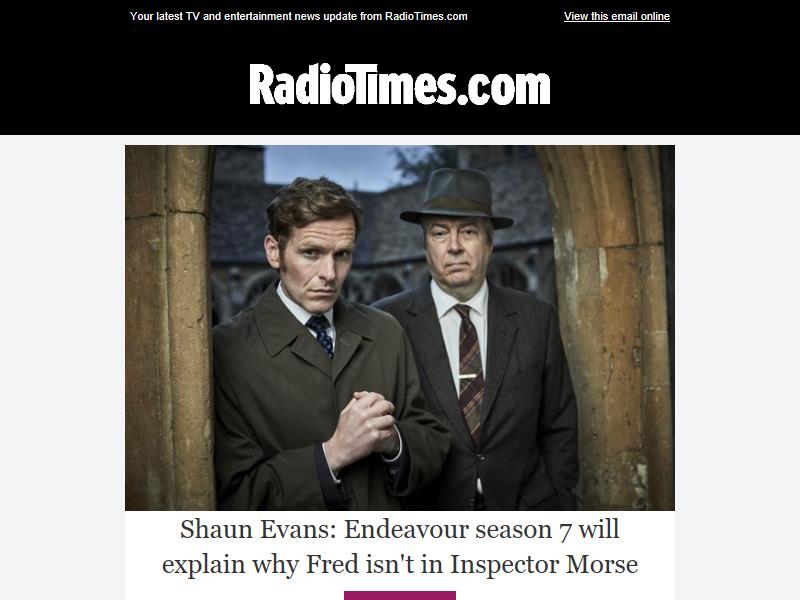 Your latest TV and entertainment news update from RadioTimes.com
View this email online
RadioTimes.com
Shaun Evans: Endeavour season 7 will
explain why Fred isn't in Inspector Morse